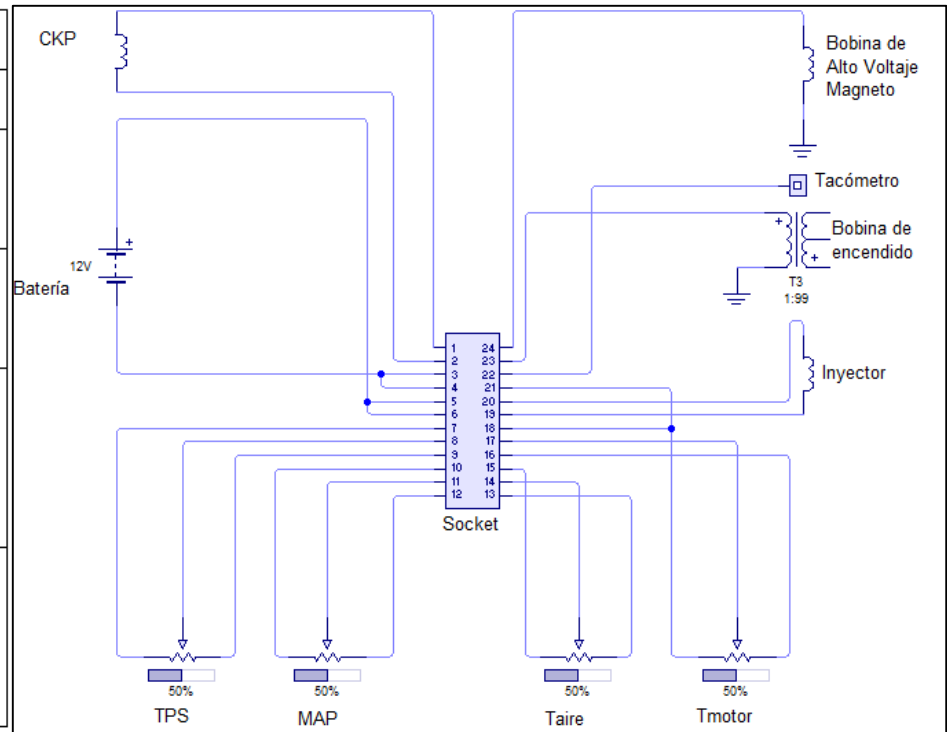 CKP
Bobina de
Alto Voltaje
Magneto
Tacómetro
+
Bobina de
encendido
+
T3
1:99
+
12V
Batería
Inyector
1 24
2 23
3 22
4 21
5 20
6 19
7 18
8 17
9 16
10 15
11 14
12 13
Socket
50% 50% 50% 50%
TPS MAP Taire Tmotor